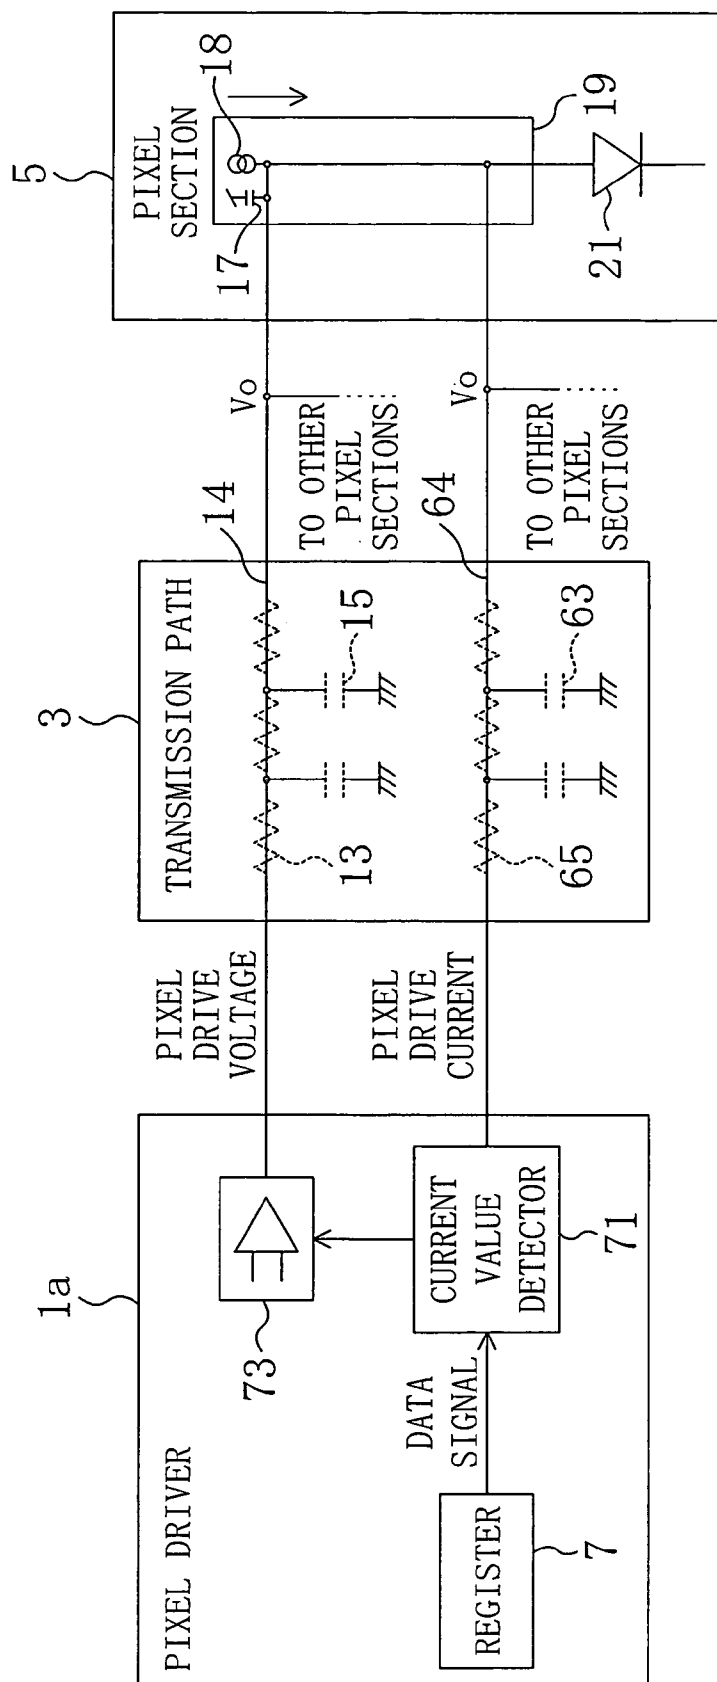 1a
PIXEL DRIVER
REGISTER
7
DATA
SIGNAL
CURRENT
VALUE
DETECTOR
71
73
PIXEL
DRIVE
VOLTAGE
PIXEL
DRIVE
CURRENT
3
TRANSMISSION PATH
13
15
14
65
63
64
Vo
TO OTHER
PIXEL
SECTIONS
Vo
TO OTHER
PIXEL
SECTIONS
5
PIXEL
SECTION
17
18
19
21